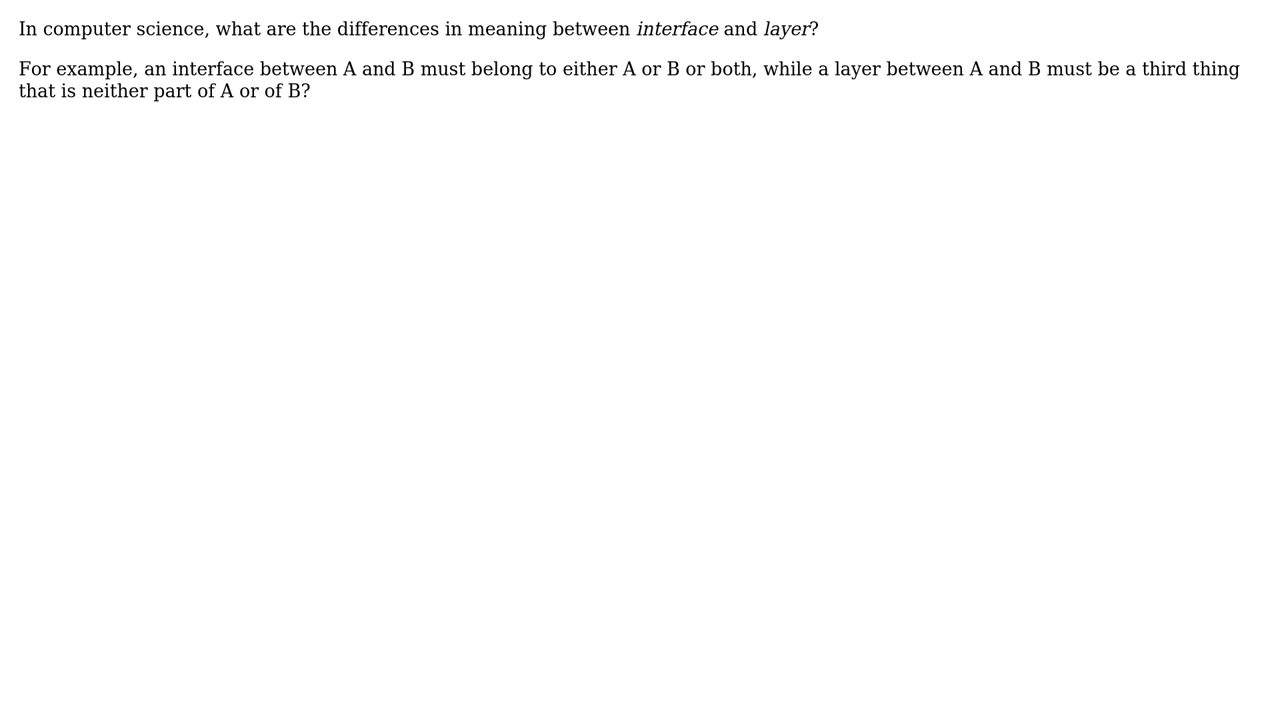 In computer science, what are the differences in meaning between interface and layer?
For example, an interface between A and B must belong to either A or B or both, while a layer between A and B must be a third thing
that is neither part of A or of B?